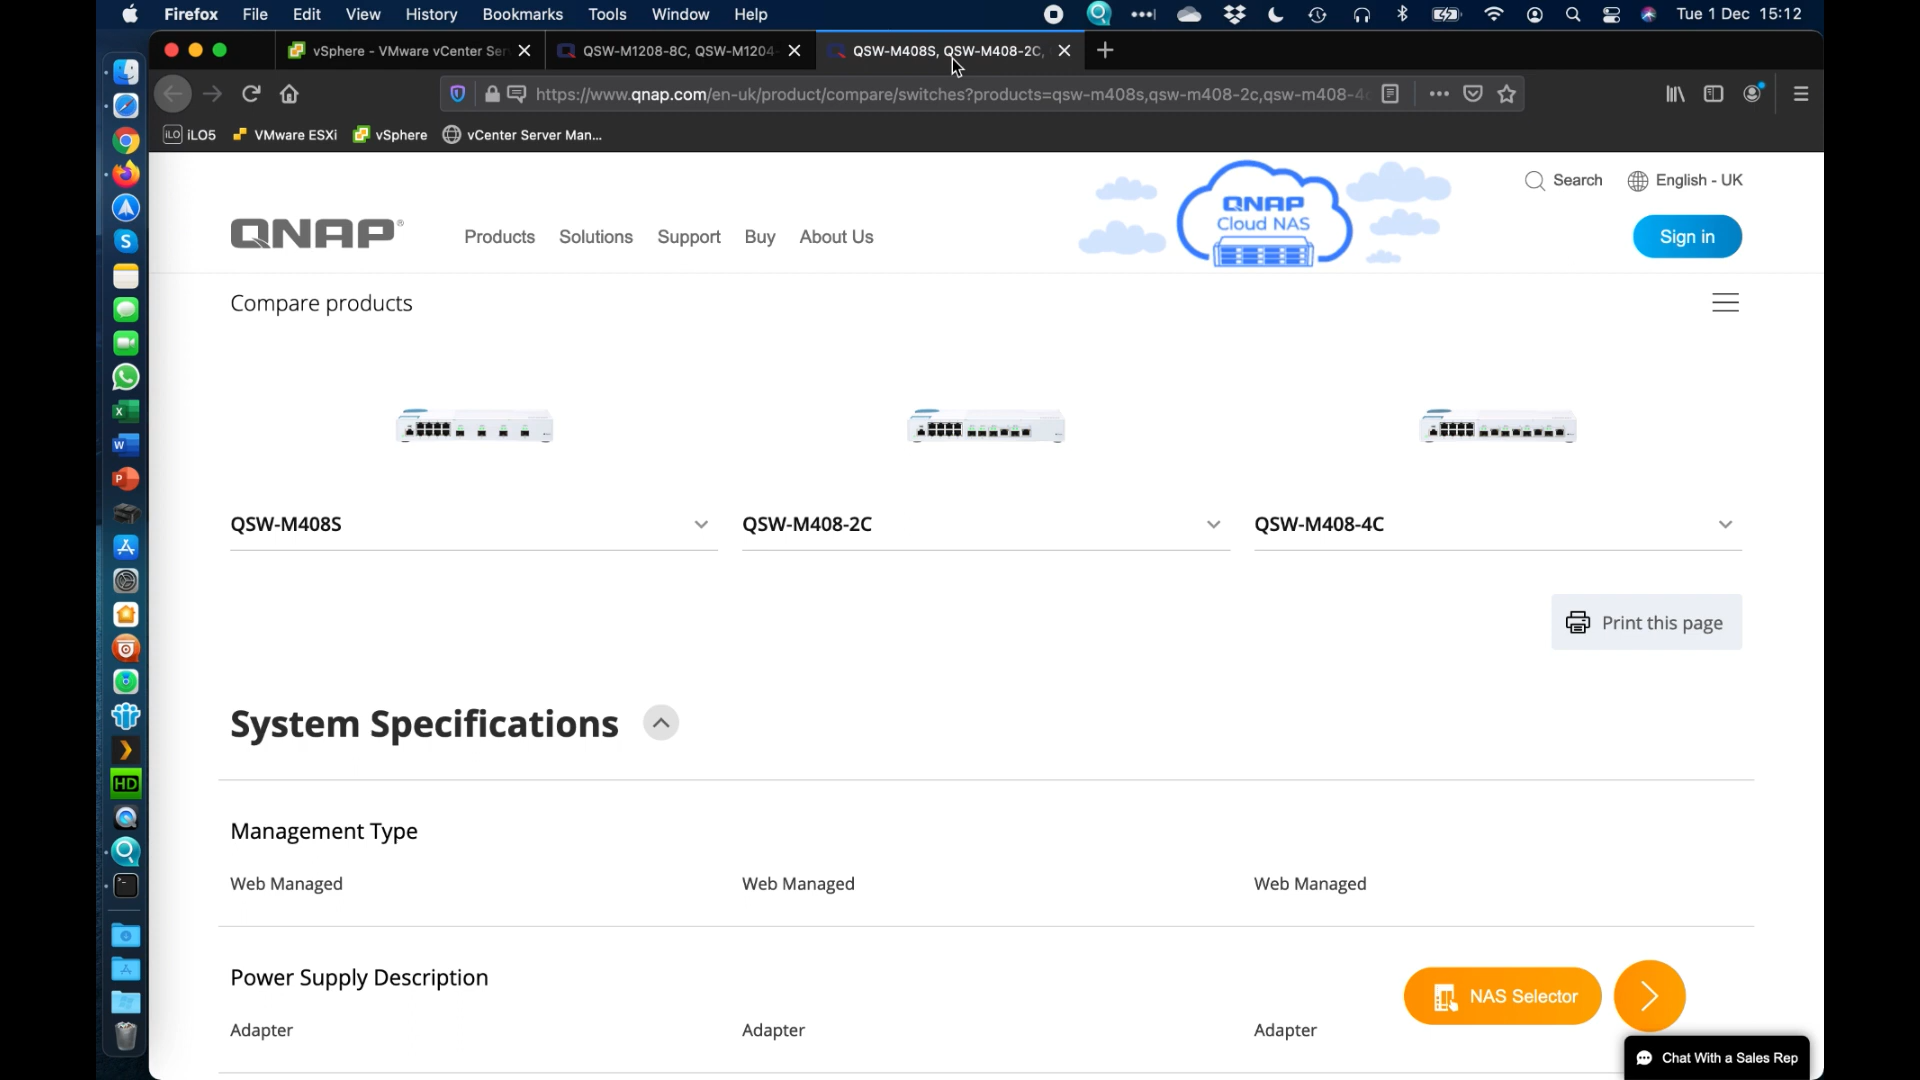 Firefox File Edit View History Bookmarks Tools Window Help Tue 1 Dec 15:12
vSphere - VMware vCenter Ser QSW-M1208-8C, QSW-M1204- QSW-M408S, QSW-M408-2C,
https://www.qnap.com/en-uk/product/compare/switches?products=qsw-m408s,qsw-m408-2c,qsw-m408-4c
iLO iLO5 VMware ESXi vSphere vCenter Server Man...
Search English - UK
QNAP
Cloud NAS
QNAP Products Solutions Support Buy About Us Sign in
Compare products
QSW-M408S QSW-M408-2C QSW-M408-4C
Print this page
System Specifications
Management Type
Web Managed Web Managed Web Managed
Power Supply Description
NAS Selector
Adapter Adapter Adapter
Chat With a Sales Rep
HD